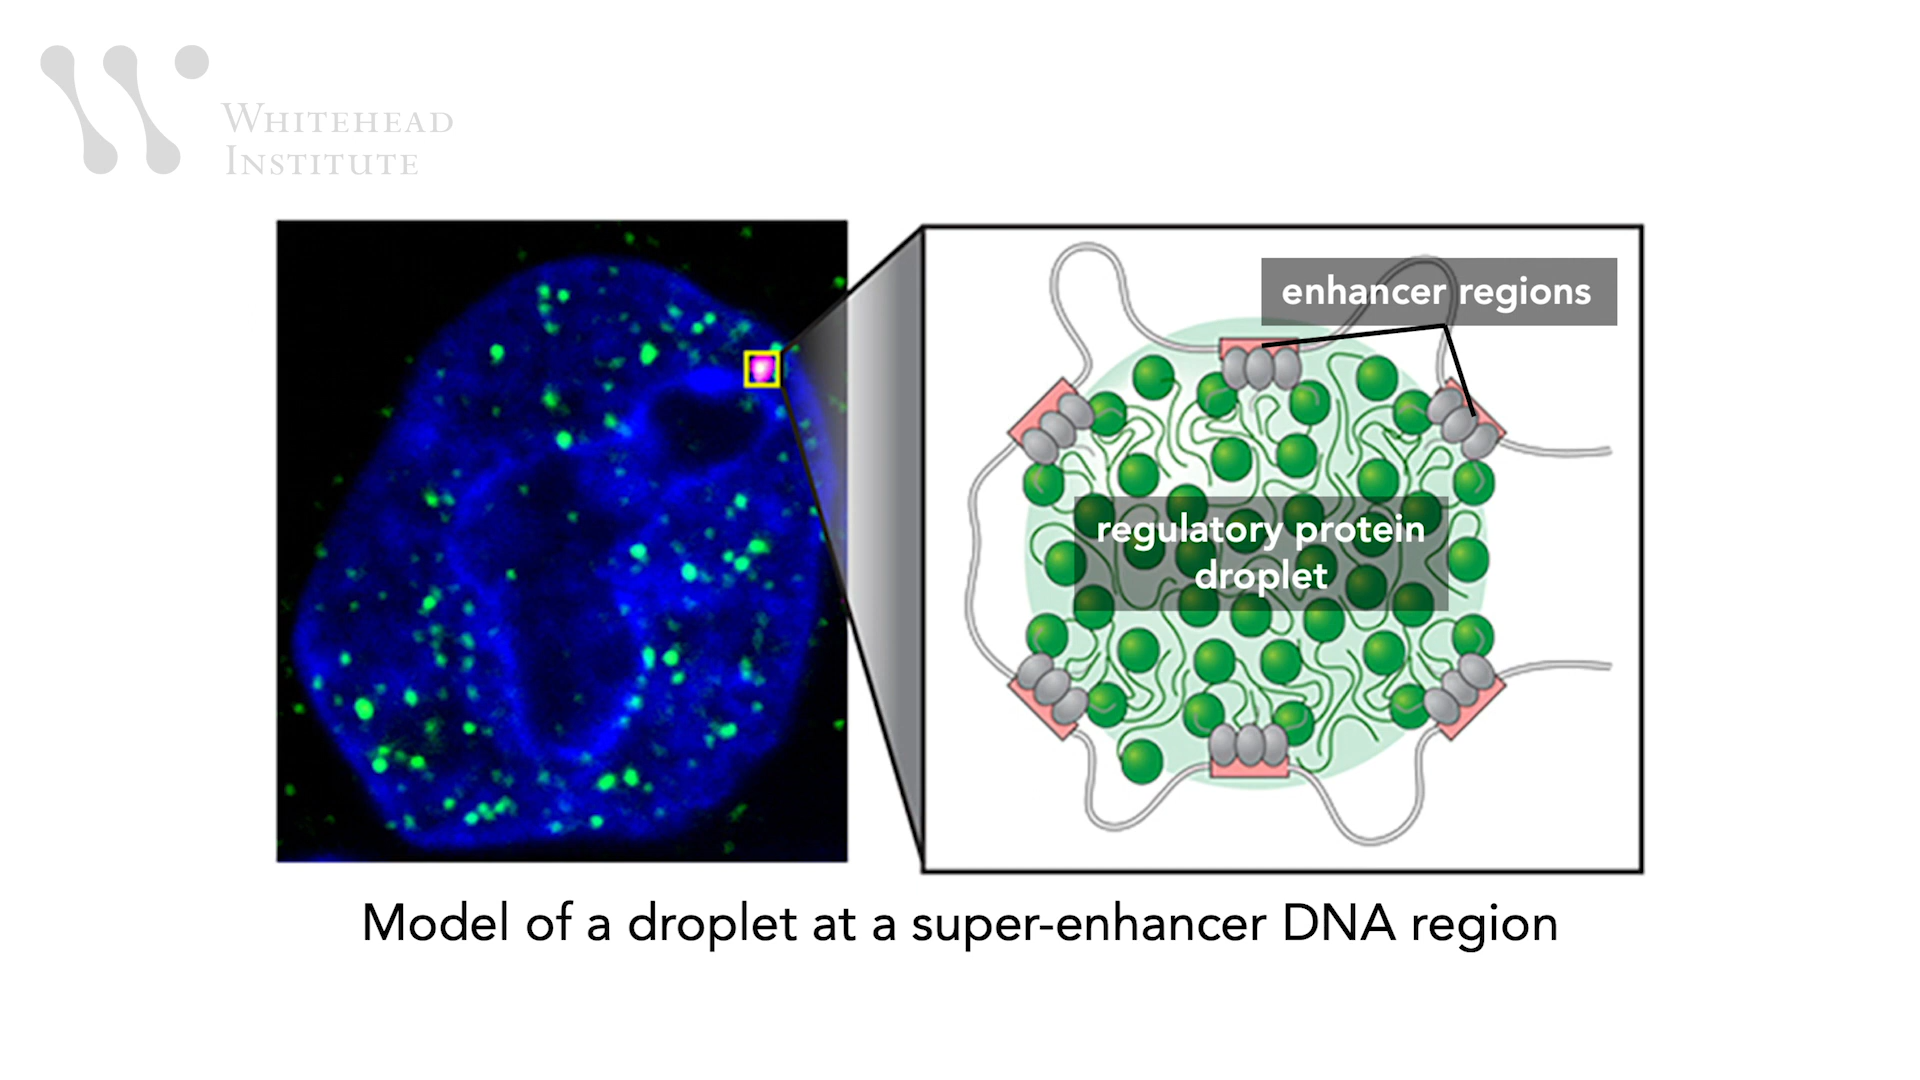 Whitehead
Institute
enhancer regions
regulatory protein
droplet
Model of a droplet at a super-enhancer DNA region